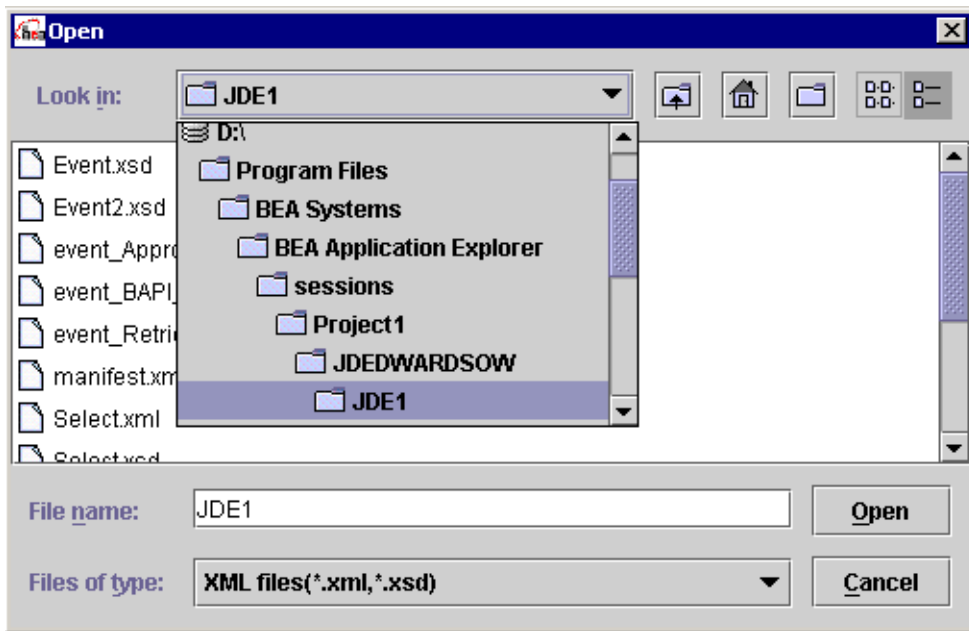 Open
Look in:
JDE1
D:\
Program Files
BEA Systems
BEA Application Explorer
sessions
Project1
JDEDWARDSOW
JDE1
Event.xsd
Event2.xsd
event_Appro
event_BAPI_
event_Retri
manifest.xm
Select.xml
Select.xsd
File name:
JDE1
Open
Files of type:
XML files(*.xml,*.xsd)
Cancel